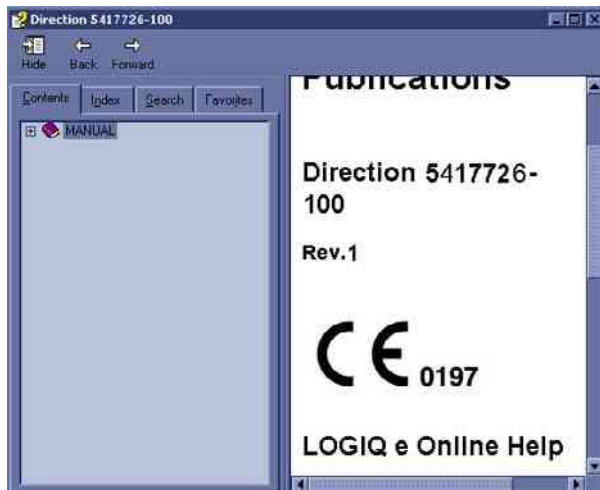 Direction 5417726-100
Hide Back Forward
Contents Index Search Favorites
MANUAL
Publications
Direction 5417726-
100
Rev.1
CE 0197
LOGIQ e Online Help